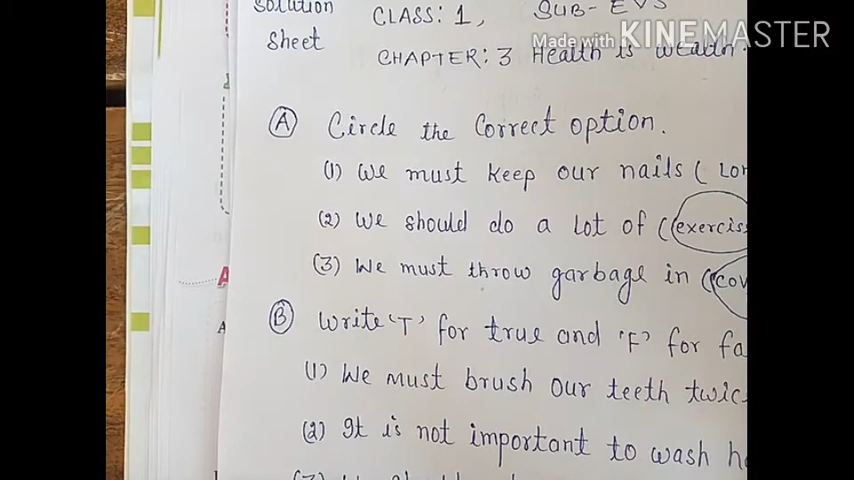 Solution Sheet
CLASS: 1, SUB- EVS
CHAPTER: 3 Health is wealth.
Made with KINEMASTER
(A) Circle the Correct option.
(1) We must keep our nails (
(2) We should do a lot of (
(3) We must throw garbage in (
(B) Write 'T' for true and 'F' for
(1) We must brush our teeth
(2) It is not important to wash